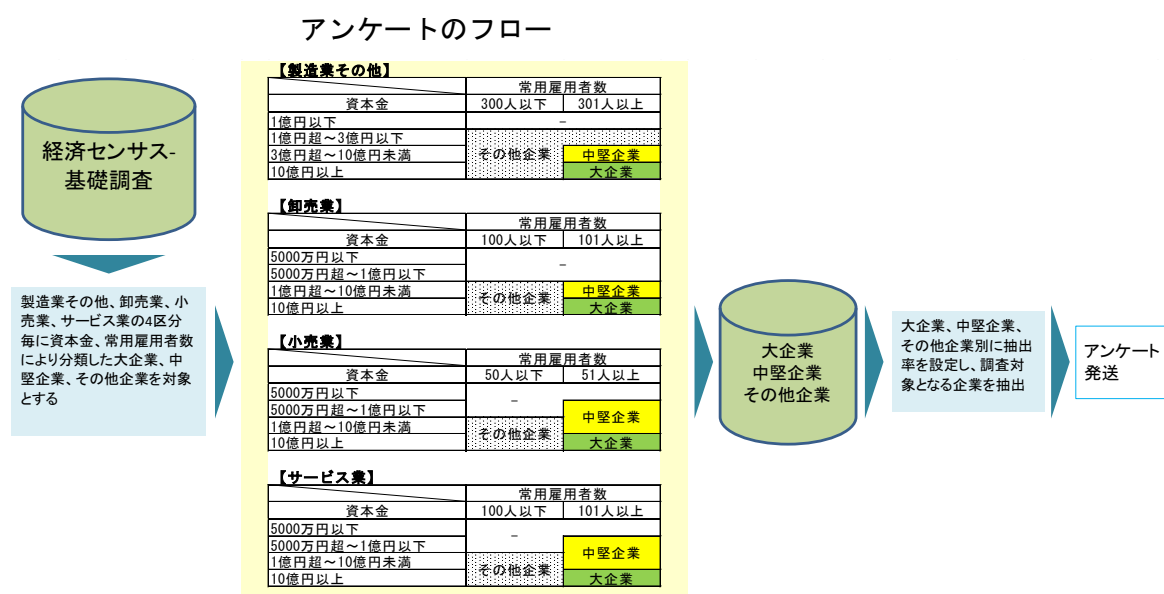 アンケートのフロー
経済センサス-
基礎調査
製造業その他、卸売業、小
売業、サービス業の4区分
毎に資本金、常用雇用者数
により分類した大企業、中
堅企業、その他企業を対象
とする
【製造業その他】
常用雇用者数
資本金 300人以下 301人以上
1億円以下 -
1億円超~3億円以下
3億円超~10億円未満 その他企業 中堅企業
10億円以上 大企業
【卸売業】
常用雇用者数
資本金 100人以下 101人以上
5000万円以下 -
5000万円超~1億円以下
1億円超~10億円未満 その他企業 中堅企業
10億円以上 大企業
【小売業】
常用雇用者数
資本金 50人以下 51人以上
5000万円以下 -
5000万円超~1億円以下 中堅企業
1億円超~10億円未満 その他企業
10億円以上 大企業
【サービス業】
常用雇用者数
資本金 100人以下 101人以上
5000万円以下 -
5000万円超~1億円以下 中堅企業
1億円超~10億円未満 その他企業
10億円以上 大企業
大企業
中堅企業
その他企業
大企業、中堅企業、
その他企業別に抽出
率を設定し、調査対
象となる企業を抽出
アンケート
発送